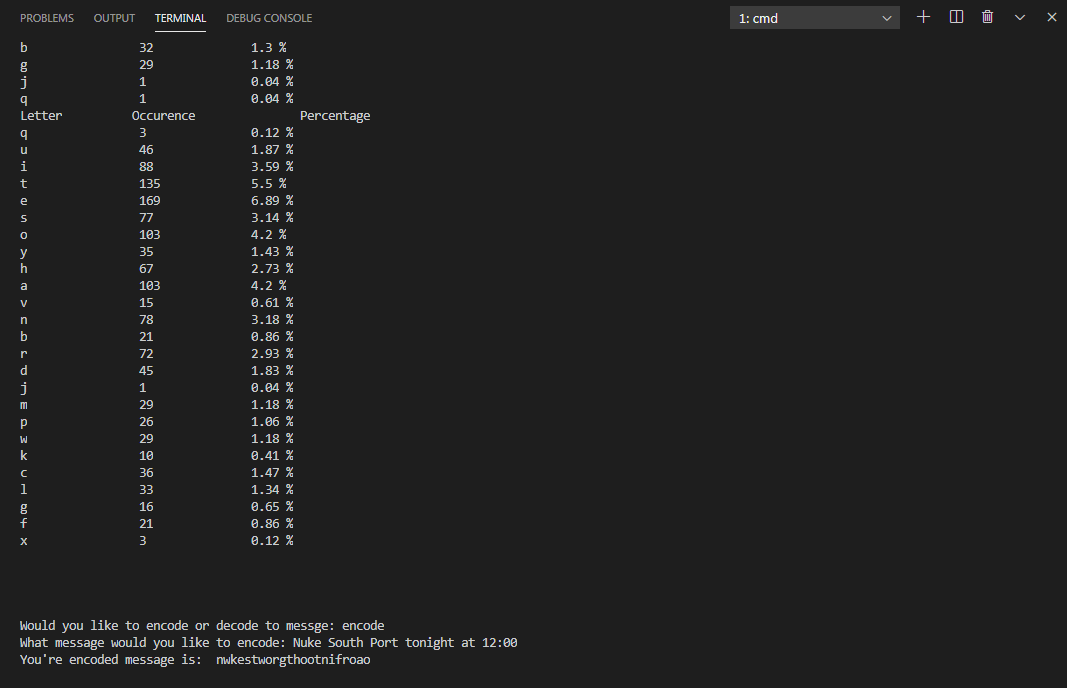 PROBLEMS OUTPUT TERMINAL DEBUG CONSOLE 1: cmd
b 32 1.3 %
g 29 1.18 %
j 1 0.04 %
q 1 0.04 %
Letter Occurence Percentage
q 3 0.12 %
u 46 1.87 %
i 88 3.59 %
t 135 5.5 %
e 169 6.89 %
s 77 3.14 %
o 103 4.2 %
y 35 1.43 %
h 67 2.73 %
a 103 4.2 %
v 15 0.61 %
n 78 3.18 %
b 21 0.86 %
r 72 2.93 %
d 45 1.83 %
j 1 0.04 %
m 29 1.18 %
p 26 1.06 %
w 29 1.18 %
k 10 0.41 %
c 36 1.47 %
l 33 1.34 %
g 16 0.65 %
f 21 0.86 %
x 3 0.12 %
Would you like to encode or decode to messge: encode
What message would you like to encode: Nuke South Port tonight at 12:00
You're encoded message is: nwkestworgthootnifroao